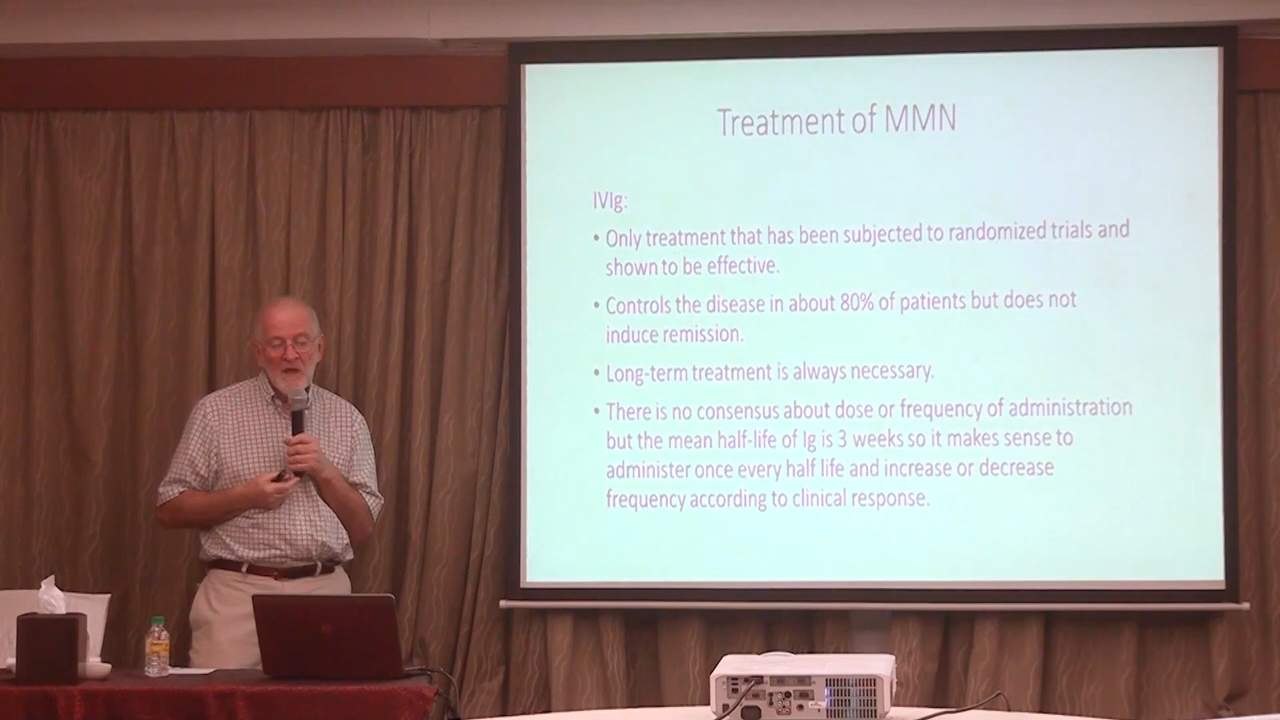 Treatment of MMN
IVIg:
• Only treatment that has been subjected to randomized trials and
shown to be effective.
• Controls the disease in about 80% of patients but does not
induce remission.
• Long-term treatment is always necessary.
• There is no consensus about dose or frequency of administration
but the mean half-life of Ig is 3 weeks so it makes sense to
administer once every half life and increase or decrease
frequency according to clinical response.